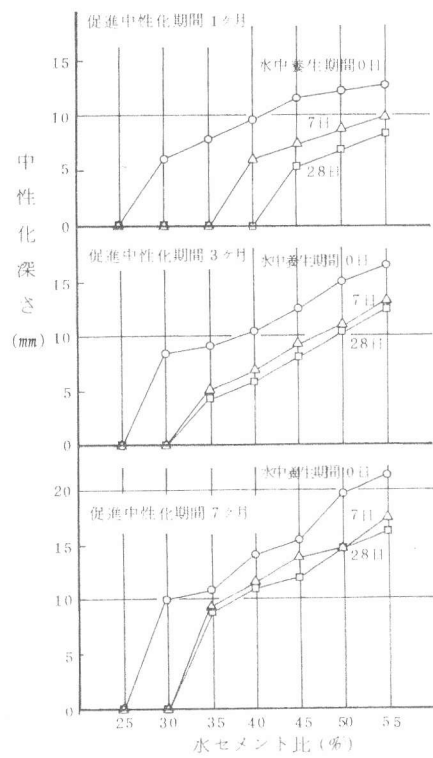 促進中性化期間1ヶ月
水中養生期間0日
7日
28日
15
10
5
0
促進中性化期間3ヶ月
水中養生期間0日
7日
28日
15
10
5
0
促進中性化期間7ヶ月
水中養生期間0日
7日
28日
20
15
10
5
0
中性化深さ(mm)
25 30 35 40 45 50 55
水セメント比(%)